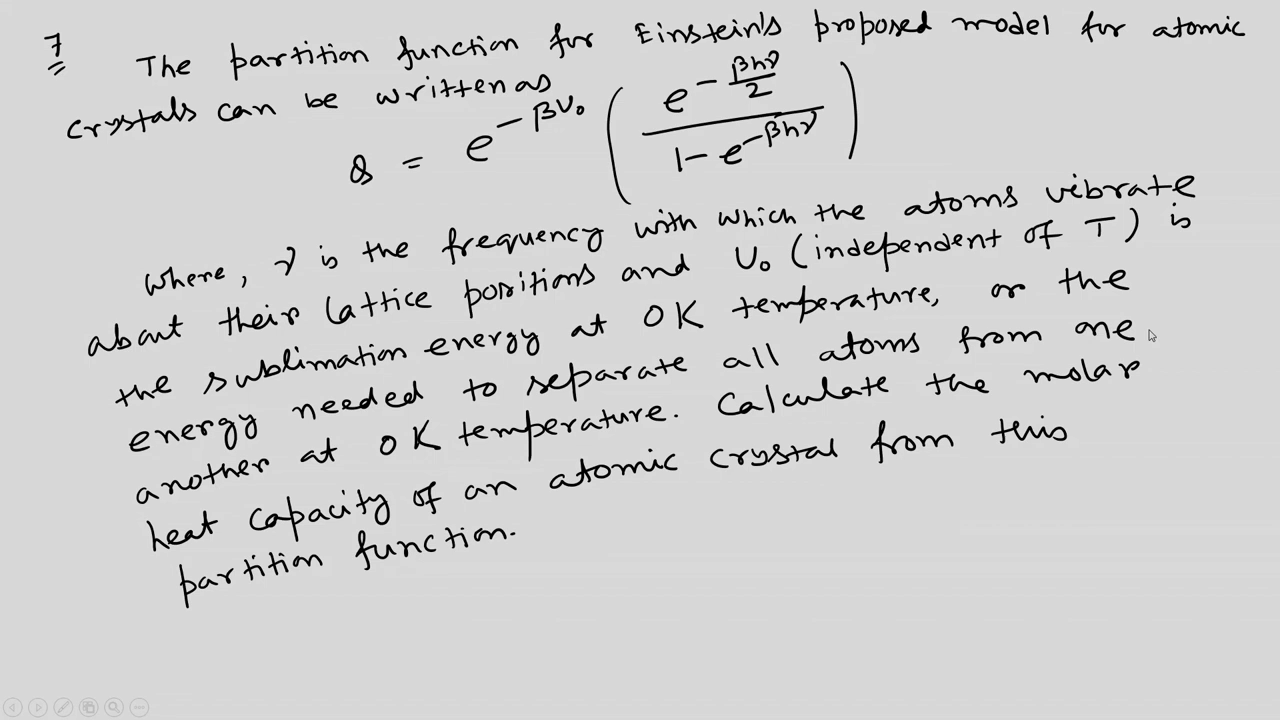 7 The partition function for Einstein's proposed model for atomic
crystals can be written as
Q = e^{-βU₀} ( e^{-βhν/2} / 1 - e^{-βhν} )
where, ν is the frequency with which the atoms vibrate
about their lattice positions and U₀ (independent of T) is
the sublimation energy at 0 K temperature, or the
energy needed to separate all atoms from one
another at 0 K temperature. Calculate the molar
heat capacity of an atomic crystal from this
partition function.